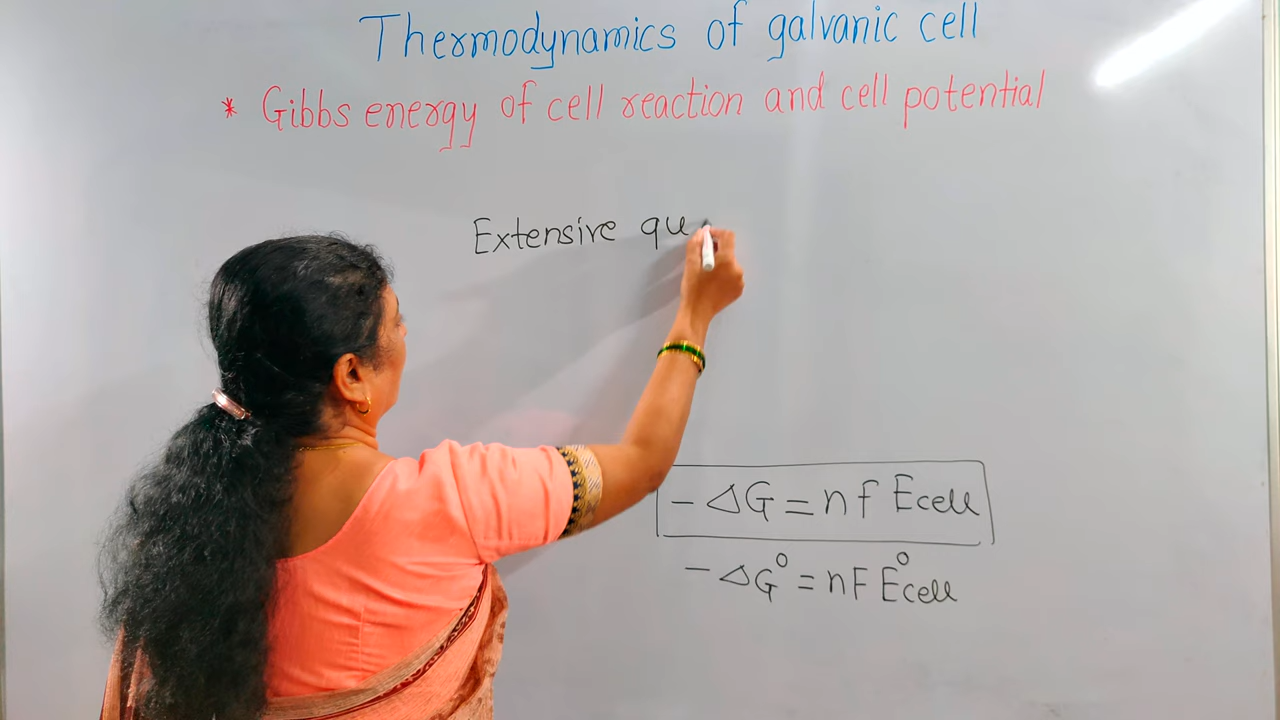 Thermodynamics of galvanic cell
* Gibbs energy of cell reaction and cell potential
Extensive qu
- ΔG = nf Ecell
- ΔG° = nF E°cell